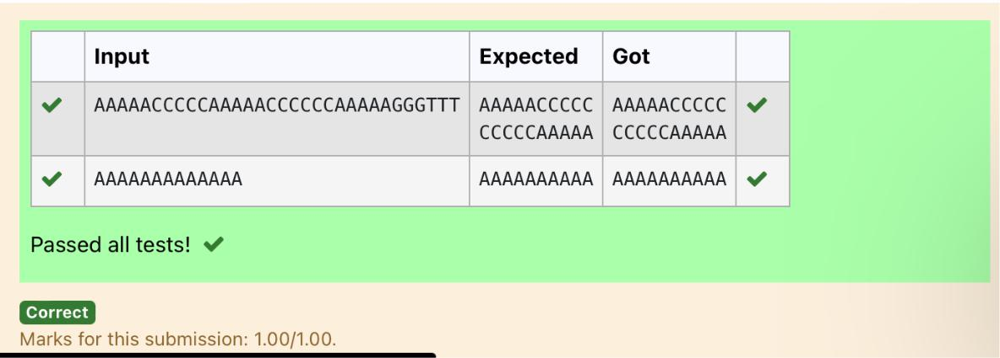 Input Expected Got
AAAAACCCCCAAAAACCCCCCAAAAAGGGTTT AAAAACCCCC AAAAACCCCC
CCCCCAAAAA CCCCCAAAAA
AAAAAAAAAAAAA AAAAAAAAAA AAAAAAAAAA
Passed all tests!
Correct
Marks for this submission: 1.00/1.00.